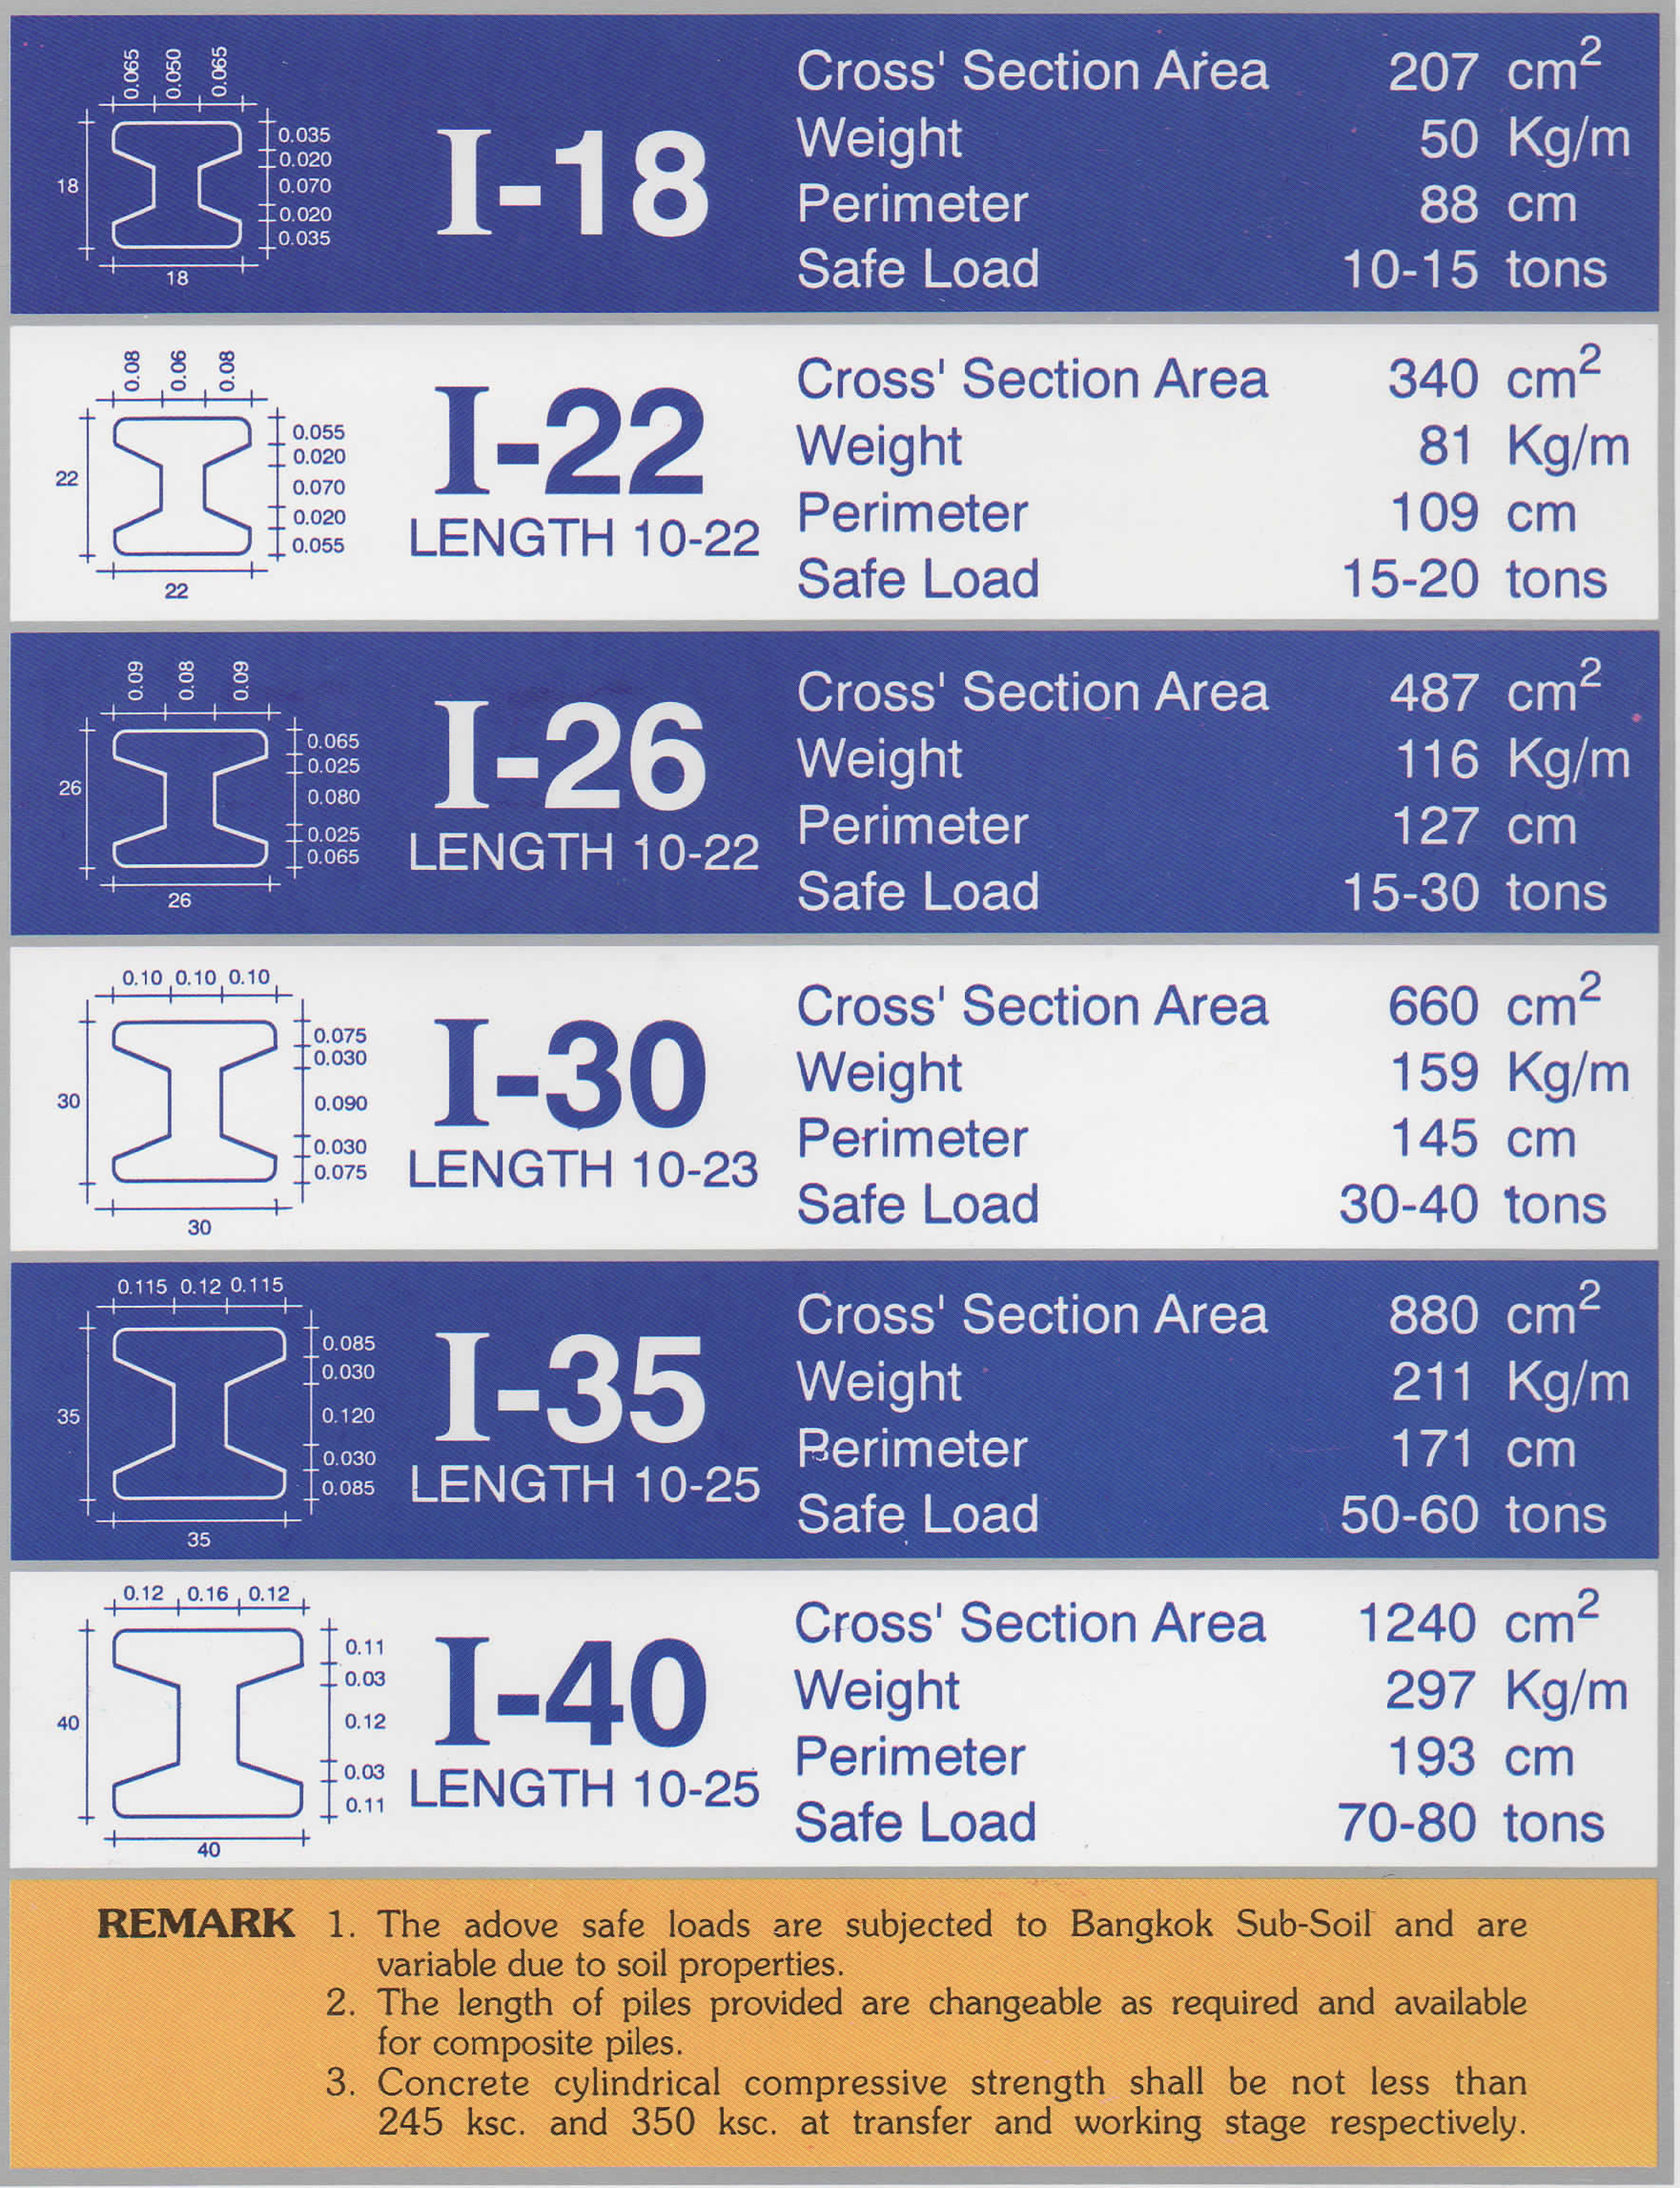 0.065 0.050 0.065
18
0.035
0.020
0.070
0.020
0.035
18
I-18
Cross' Section Area 207 cm²
Weight 50 Kg/m
Perimeter 88 cm
Safe Load 10-15 tons
0.08 0.06 0.08
22
0.055
0.020
0.070
0.020
0.055
22
I-22
LENGTH 10-22
Cross' Section Area 340 cm²
Weight 81 Kg/m
Perimeter 109 cm
Safe Load 15-20 tons
0.09 0.08 0.09
26
0.065
0.025
0.080
0.025
0.065
26
I-26
LENGTH 10-22
Cross' Section Area 487 cm²
Weight 116 Kg/m
Perimeter 127 cm
Safe Load 15-30 tons
0.10 0.10 0.10
30
0.075
0.030
0.090
0.030
0.075
30
I-30
LENGTH 10-23
Cross' Section Area 660 cm²
Weight 159 Kg/m
Perimeter 145 cm
Safe Load 30-40 tons
0.115 0.12 0.115
35
0.085
0.030
0.120
0.030
0.085
35
I-35
LENGTH 10-25
Cross' Section Area 880 cm²
Weight 211 Kg/m
Perimeter 171 cm
Safe Load 50-60 tons
0.12 0.16 0.12
40
0.11
0.03
0.12
0.03
0.11
40
I-40
LENGTH 10-25
Cross' Section Area 1240 cm²
Weight 297 Kg/m
Perimeter 193 cm
Safe Load 70-80 tons
REMARK 1. The adove safe loads are subjected to Bangkok Sub-Soil and are
variable due to soil properties.
2. The length of piles provided are changeable as required and available
for composite piles.
3. Concrete cylindrical compressive strength shall be not less than
245 ksc. and 350 ksc. at transfer and working stage respectively.